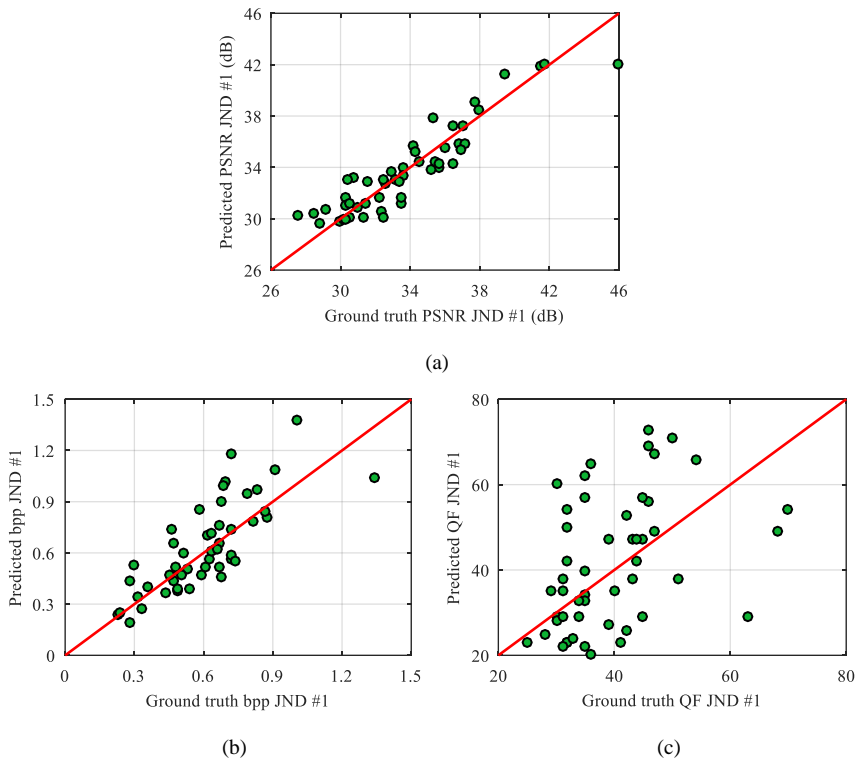 46
42
38
34
30
26
Predicted PSNR JND #1 (dB)
26 30 34 38 42 46
Ground truth PSNR JND #1 (dB)
(a)
1.5
1.2
0.9
0.6
0.3
0
Predicted bpp JND #1
0 0.3 0.6 0.9 1.2 1.5
Ground truth bpp JND #1
(b)
80
60
40
20
Predicted QF JND #1
20 40 60 80
Ground truth QF JND #1
(c)